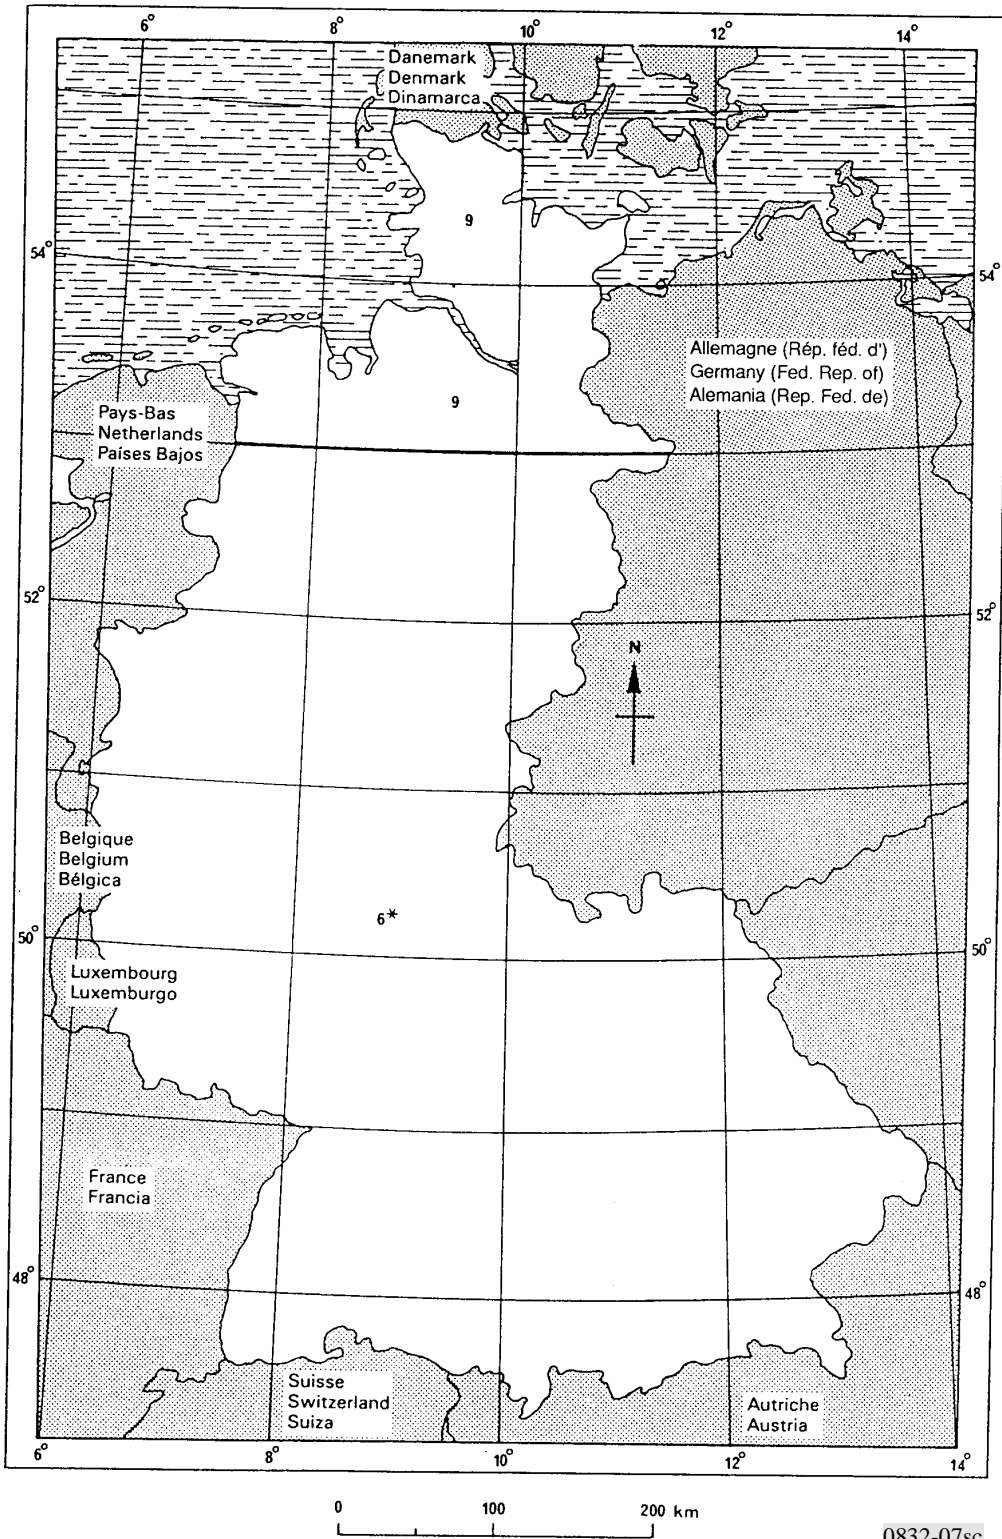 6°
8°
10°
12°
14°
Danemark
Denmark
Dinamarca
9
54°
54°
Allemagne (Rép. féd. d')
Germany (Fed. Rep. of)
Alemania (Rep. Fed. de)
9
Pays-Bas
Netherlands
Países Bajos
52°
52°
N
Belgique
Belgium
Bélgica
6*
50°
50°
Luxembourg
Luxemburgo
France
Francia
48°
48°
Suisse
Switzerland
Suiza
Autriche
Austria
6°
8°
10°
12°
14°
0 100 200 km
0832-07sc